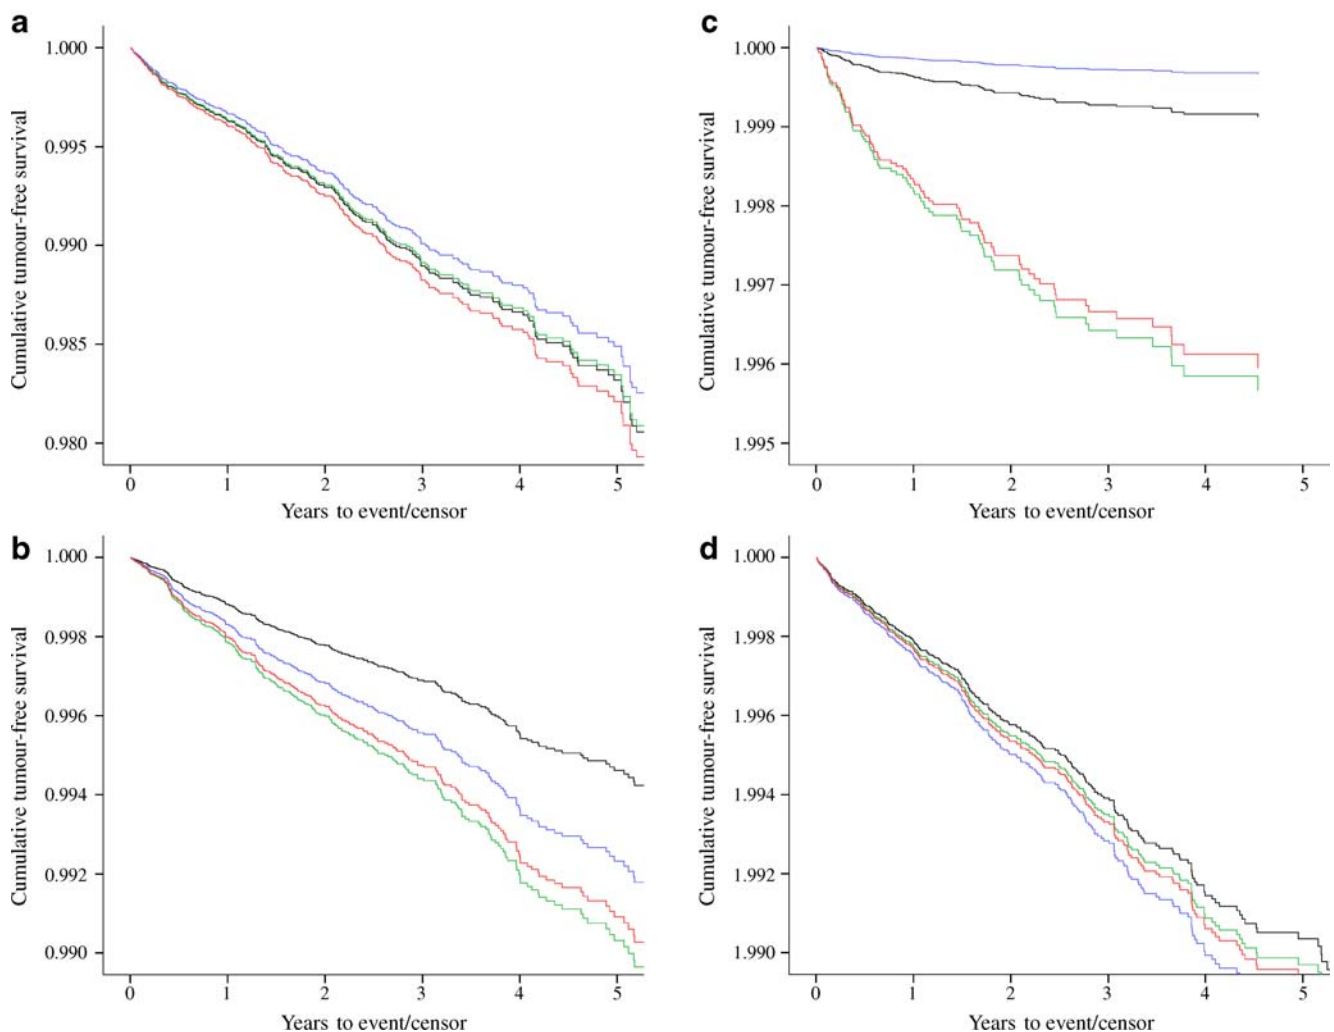 a
1.000
0.995
0.990
0.985
0.980
Cumulative tumour-free survival
0 1 2 3 4 5
Years to event/censor
b
1.000
0.998
0.996
0.994
0.992
0.990
Cumulative tumour-free survival
0 1 2 3 4 5
Years to event/censor
c
1.000
1.999
1.998
1.997
1.996
1.995
Cumulative tumour-free survival
0 1 2 3 4 5
Years to event/censor
d
1.000
1.998
1.996
1.994
1.992
1.990
Cumulative tumour-free survival
0 1 2 3 4 5
Years to event/censor